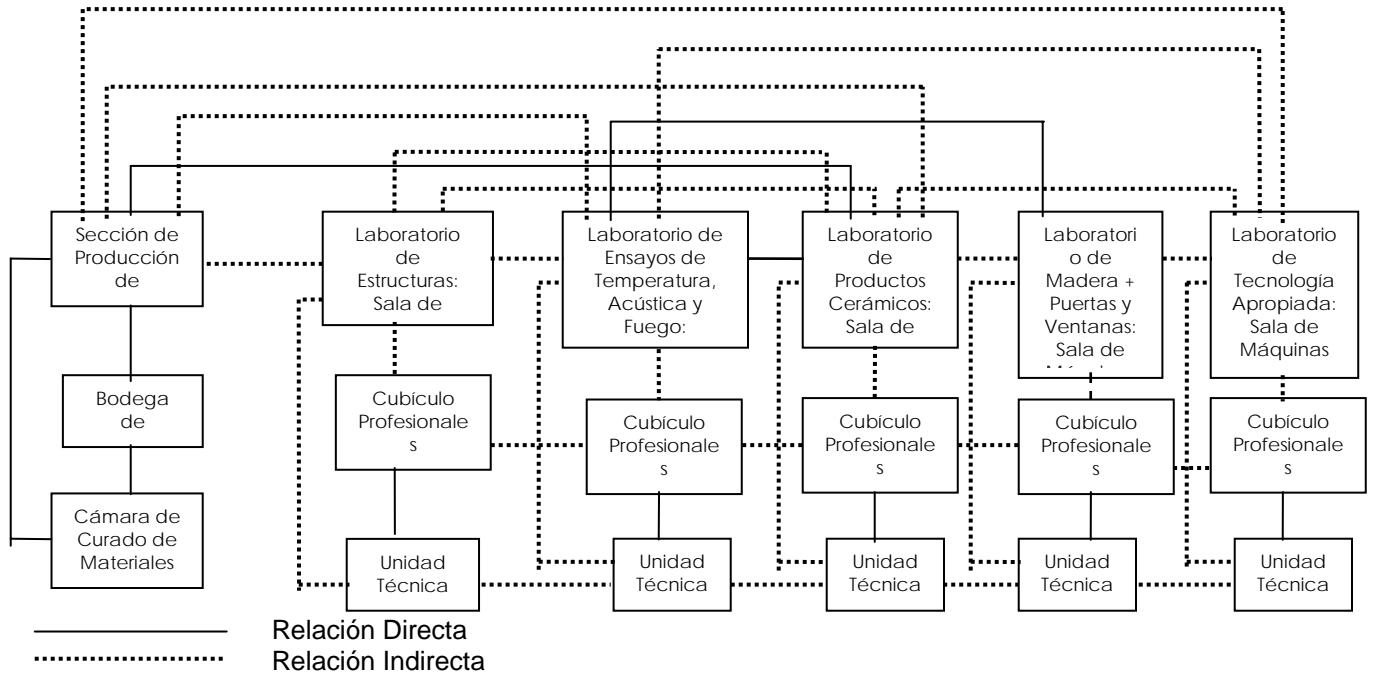 Sección de
Producción
de
Laboratorio
de
Estructuras:
Sala de
Laboratorio de
Ensayos de
Temperatura,
Acústica y
Fuego:
Laboratorio
de
Productos
Cerámicos:
Sala de
Laboratori
o de
Madera +
Puertas y
Ventanas:
Sala de
Laboratorio
de
Tecnología
Apropiada:
Sala de
Máquinas
Bodega
de
Cubículo
Profesionale
s
Cubículo
Profesionale
s
Cubículo
Profesionale
s
Cubículo
Profesionale
s
Cubículo
Profesionale
s
Cámara de
Curado de
Materiales
Unidad
Técnica
Unidad
Técnica
Unidad
Técnica
Unidad
Técnica
Unidad
Técnica
Relación Directa
Relación Indirecta